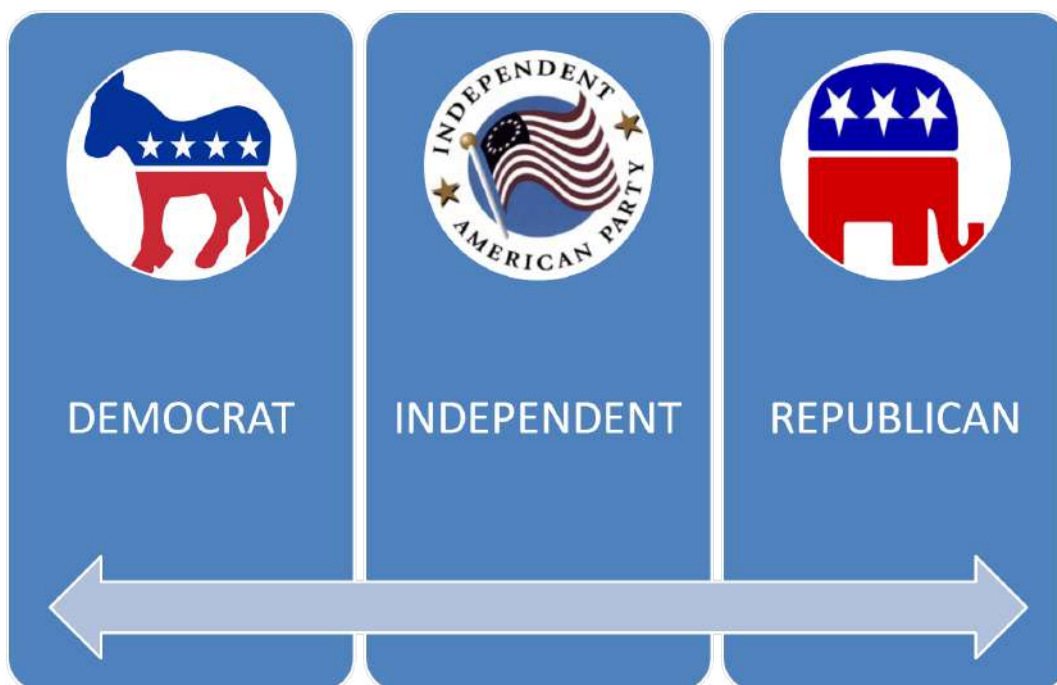 INDEPENDENT
AMERICAN PARTY
DEMOCRAT
INDEPENDENT
REPUBLICAN